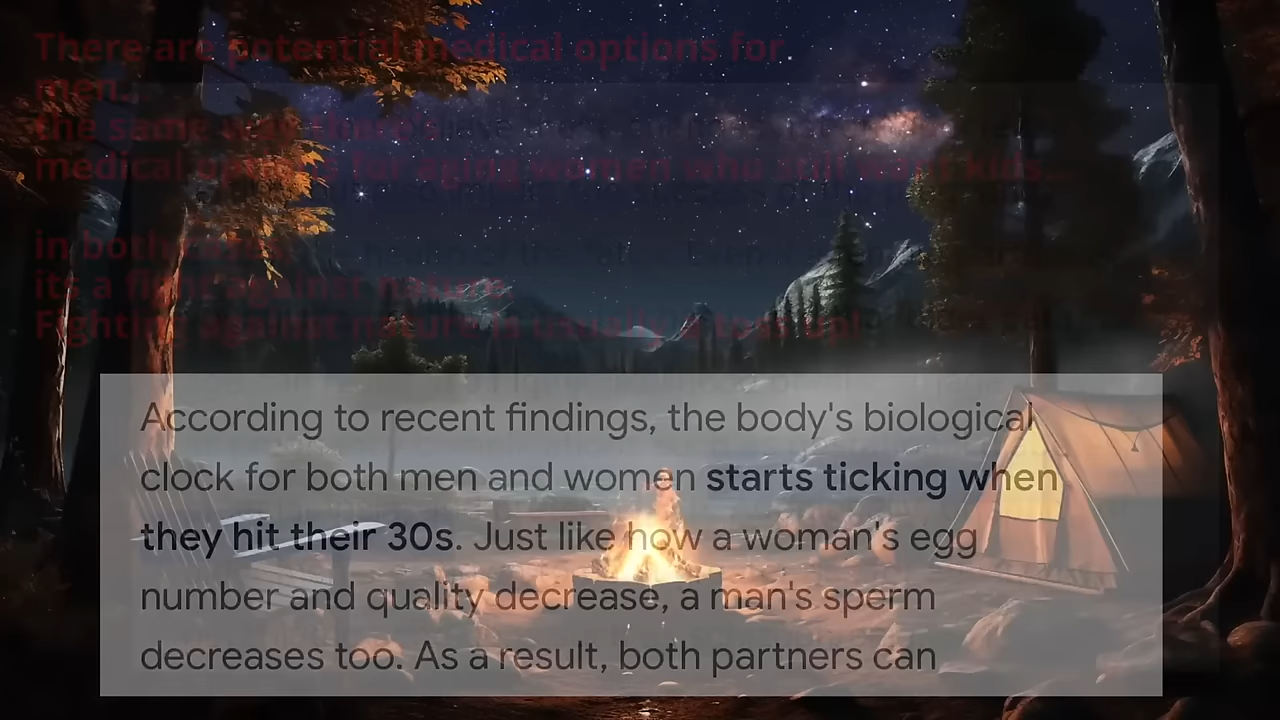 There are potential medical options for
men...
the same way there's
medical options for aging women who still want kids...
in both
its a fight against nature.
Fighting against nature is usually a toss up!
According to recent findings, the body's biological
clock for both men and women starts ticking when
they hit their 30s. Just like how a woman's egg
number and quality decrease, a man's sperm
decreases too. As a result, both partners can